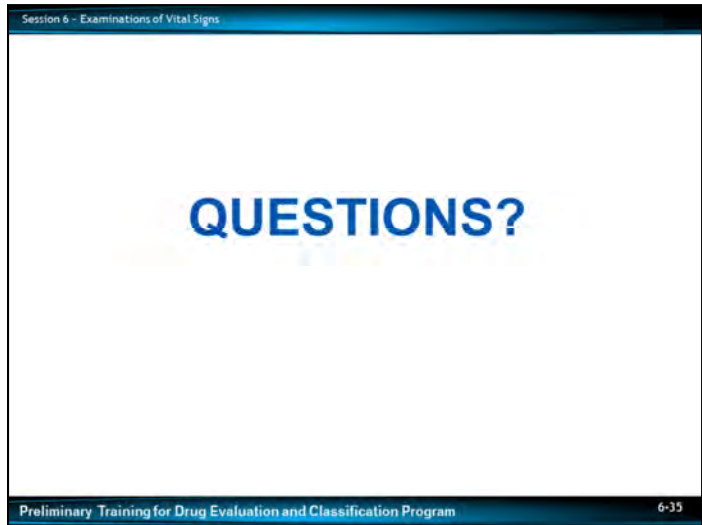 Session 6 - Examinations of Vital Signs
QUESTIONS?
Preliminary Training for Drug Evaluation and Classification Program
6-35